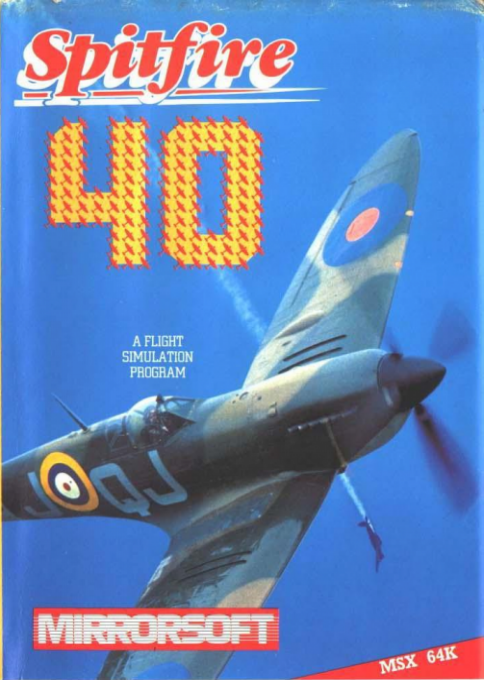 Spitfire
40
A FLIGHT
SIMULATION
PROGRAM
J QJ
MIRRORSOFT
MSX 64K